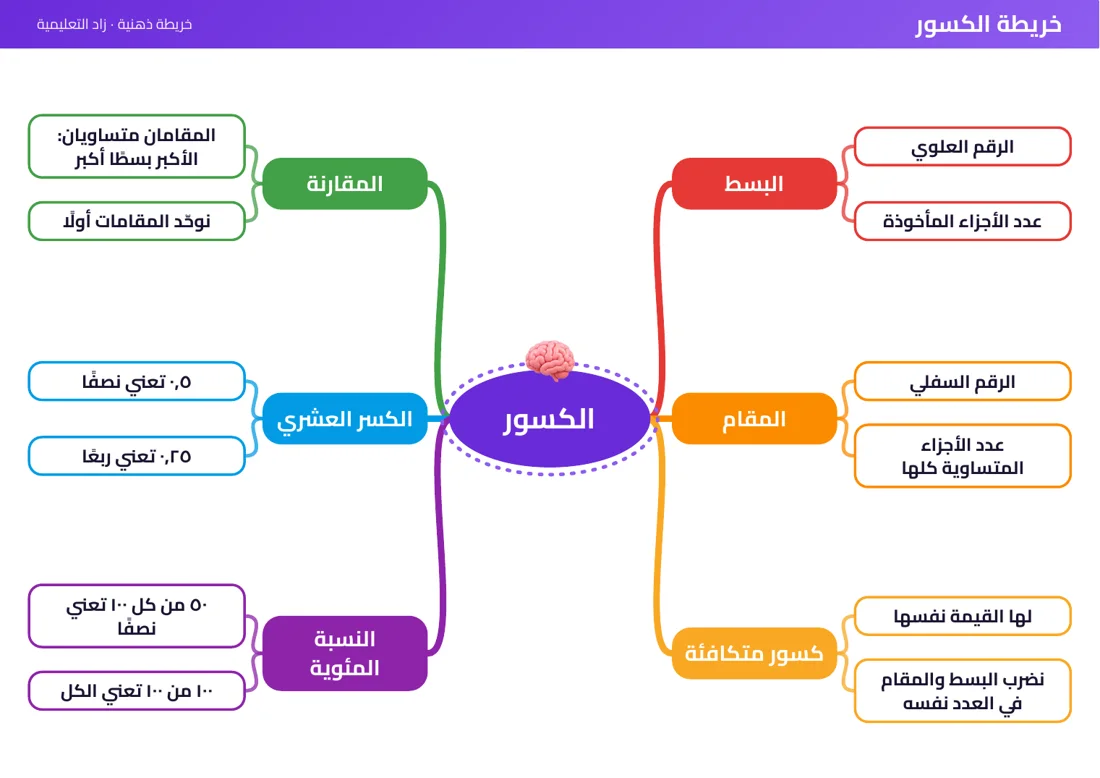 خريطة الكسور
خريطة ذهنية · زاد التعليمية
الكسور
البسط
الرقم العلوي
عدد الأجزاء المأخوذة
المقام
الرقم السفلي
عدد الأجزاء
المتساوية كلها
كسور متكافئة
لها القيمة نفسها
نضرب البسط والمقام
في العدد نفسه
المقارنة
المقامان متساويان:
الأكبر بسطًا أكبر
نوحّد المقامات أولًا
الكسر العشري
٠,٥ تعني نصفًا
٠,٢٥ تعني ربعًا
النسبة
المئوية
٥٠ من كل ١٠٠ تعني
نصفًا
١٠٠ من ١٠٠ تعني الكل